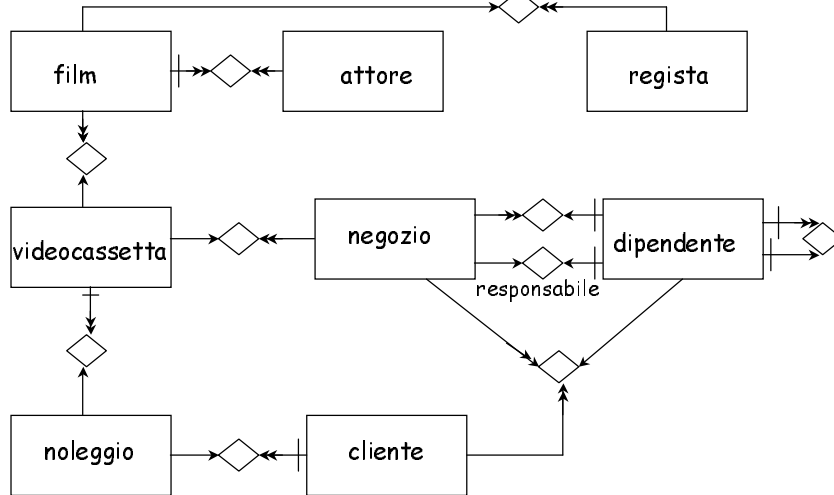 film
attore
regista
videocassetta
negozio
dipendente
responsabile
noleggio
cliente